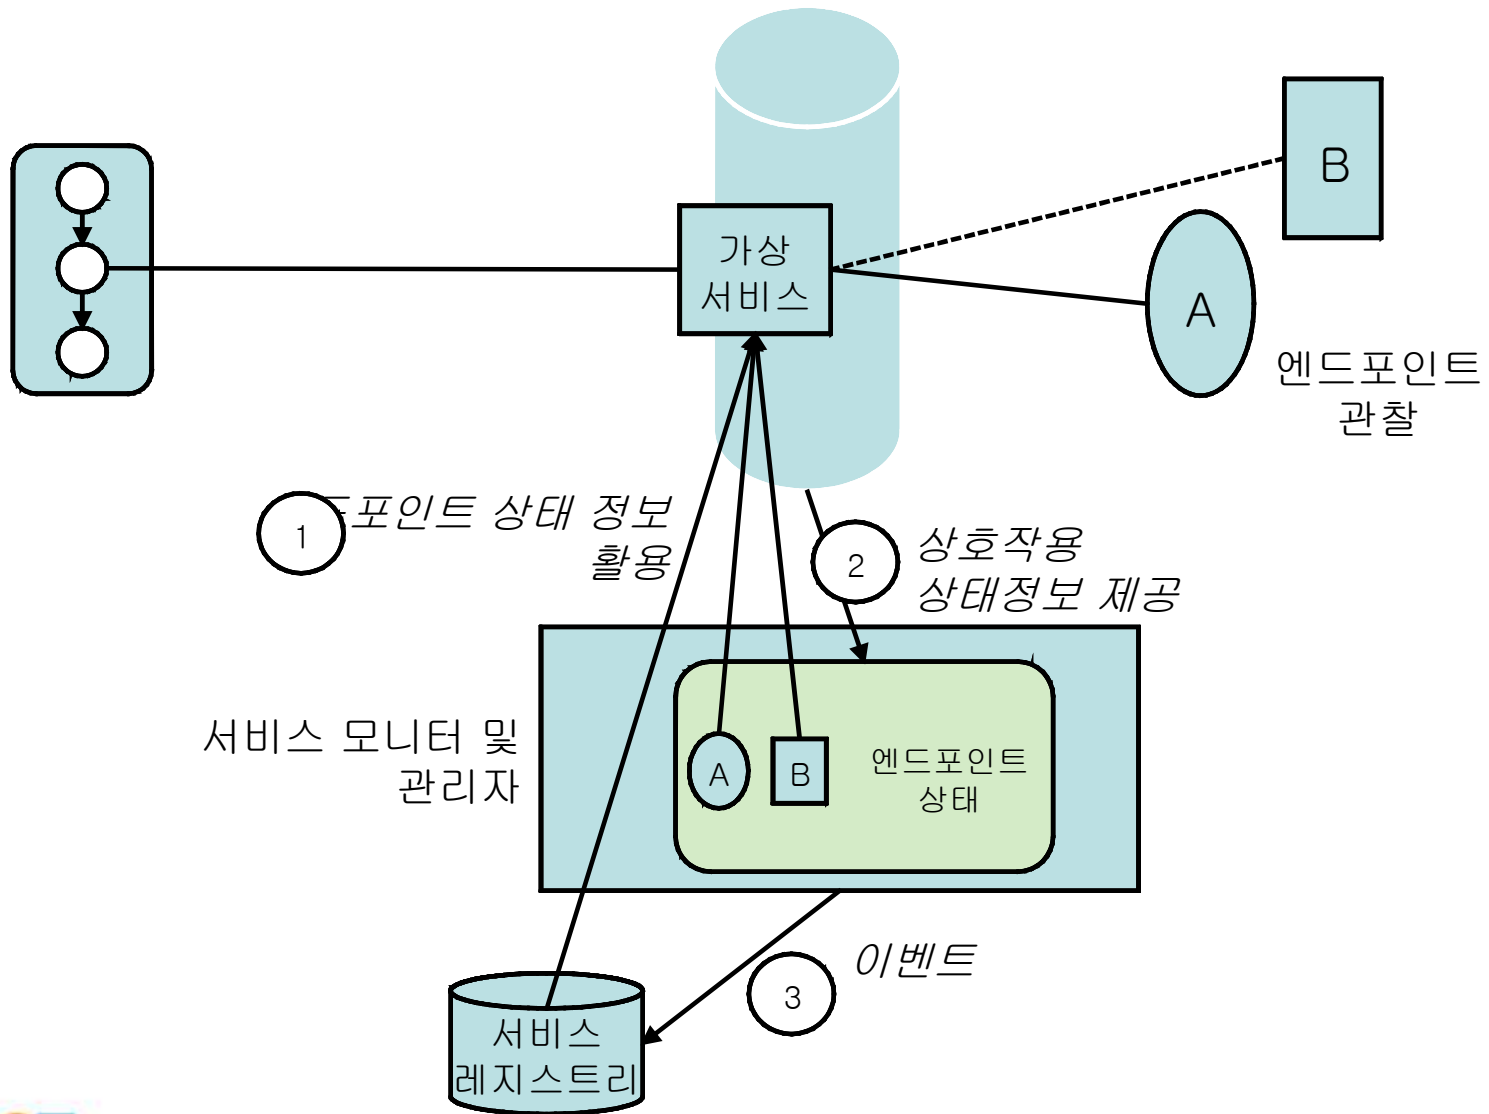 B
가상
서비스
A
엔드포인트
관찰
1
드포인트 상태 정보
활용
2
상호작용
상태정보 제공
서비스 모니터 및
관리자
A
B
엔드포인트
상태
이벤트
3
서비스
레지스트리